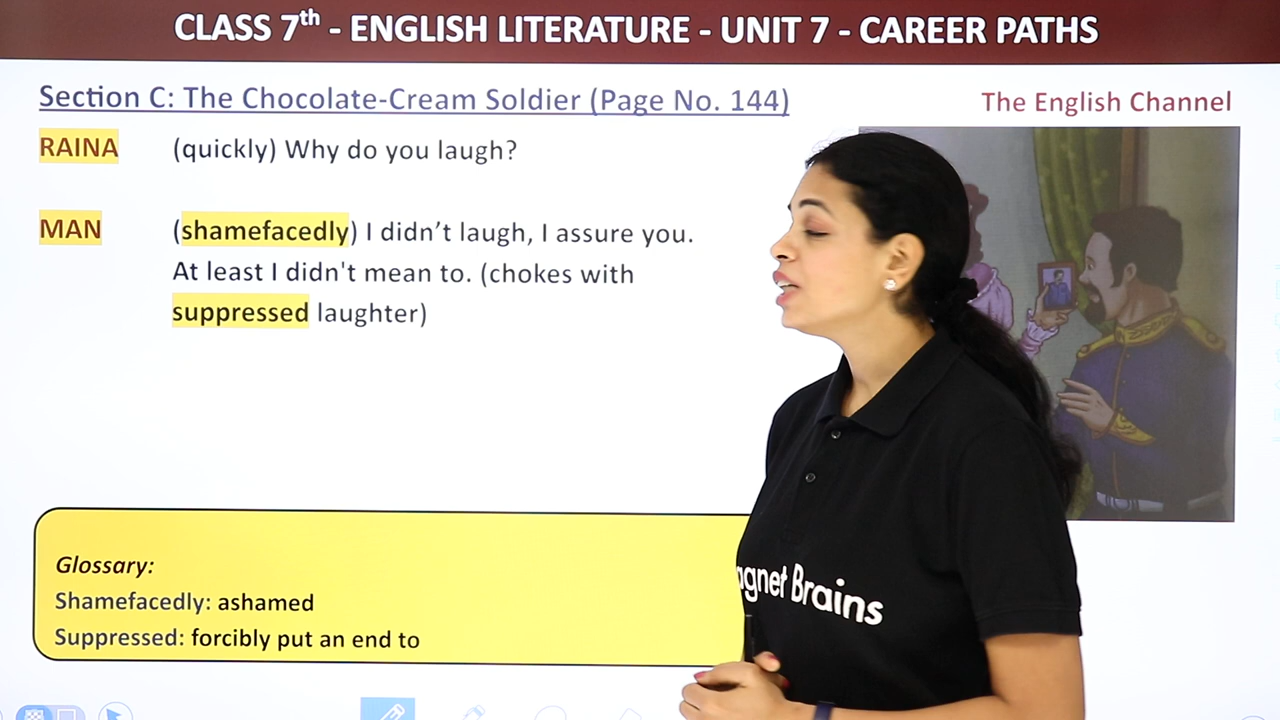 CLASS 7th - ENGLISH LITERATURE - UNIT 7 - CAREER PATHS
Section C: The Chocolate-Cream Soldier (Page No. 144)
The English Channel
RAINA (quickly) Why do you laugh?
MAN (shamefacedly) I didn’t laugh, I assure you.
At least I didn't mean to. (chokes with
suppressed laughter)
Glossary:
Shamefacedly: ashamed
Suppressed: forcibly put an end to
Brains